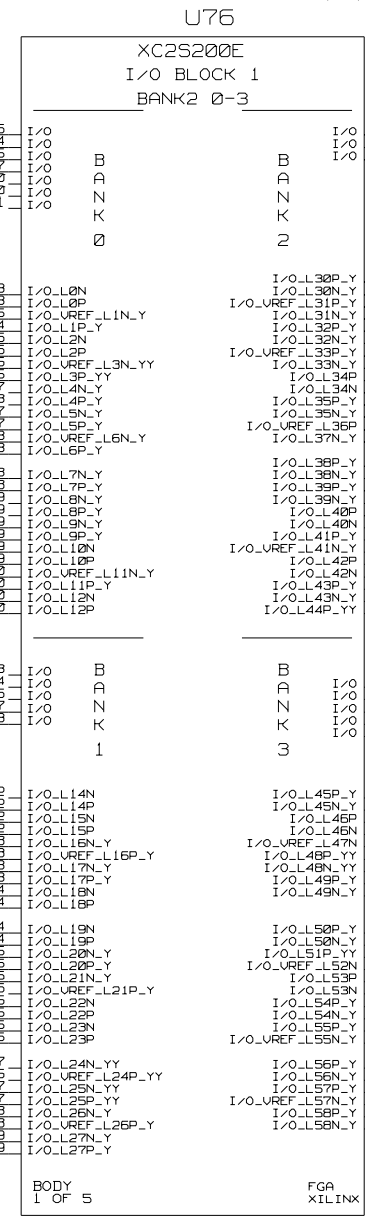 U76
XC2S200E
I/O BLOCK 1
BANK2 0-3
I/O
I/O
I/O
I/O
I/O
I/O
I/O
BANK
0
I/O_L0N
I/O_L0P
I/O_VREF_L1N_Y
I/O_L1P_Y
I/O_L2N
I/O_L2P
I/O_VREF_L3N_YY
I/O_L3P_YY
I/O_L4N_Y
I/O_L4P_Y
I/O_L5N_Y
I/O_L5P_Y
I/O_VREF_L6N_Y
I/O_L6P_Y
I/O_L7N_Y
I/O_L7P_Y
I/O_L8N_Y
I/O_L8P_Y
I/O_L9N_Y
I/O_L9P_Y
I/O_L10N
I/O_L10P
I/O_VREF_L11N_Y
I/O_L11P_Y
I/O_L12N
I/O_L12P
I/O
I/O
I/O
BANK
2
I/O_L30P_Y
I/O_L30N_Y
I/O_VREF_L31P_Y
I/O_L31N_Y
I/O_L32P_Y
I/O_L32N_Y
I/O_VREF_L33P_Y
I/O_L33N_Y
I/O_L34P
I/O_L34N
I/O_L35P_Y
I/O_L35N_Y
I/O_VREF_L36P
I/O_L37N_Y
I/O_L38P_Y
I/O_L38N_Y
I/O_L39P_Y
I/O_L39N_Y
I/O_L40P
I/O_L40N
I/O_L41P_Y
I/O_VREF_L41N_Y
I/O_L42P
I/O_L42N
I/O_L43P_Y
I/O_L43N_Y
I/O_L44P_YY
I/O
I/O
I/O
I/O
I/O
BANK
1
I/O_L14N
I/O_L14P
I/O_L15N
I/O_L15P
I/O_L16N_Y
I/O_VREF_L16P_Y
I/O_L17N_Y
I/O_L17P_Y
I/O_L18N
I/O_L18P
I/O_L19N
I/O_L19P
I/O_L20N_Y
I/O_L20P_Y
I/O_L21N_Y
I/O_VREF_L21P_Y
I/O_L22N
I/O_L22P
I/O_L23N
I/O_L23P
I/O_L24N_YY
I/O_VREF_L24P_YY
I/O_L25N_YY
I/O_L25P_YY
I/O_L26N_Y
I/O_VREF_L26P_Y
I/O_L27N_Y
I/O_L27P_Y
I/O
I/O
I/O
I/O
I/O
BANK
3
I/O_L45P_Y
I/O_L45N_Y
I/O_L46P
I/O_L46N
I/O_VREF_L47N
I/O_L48P_YY
I/O_L48N_YY
I/O_L49P_Y
I/O_L49N_Y
I/O_L50P_Y
I/O_L50N_Y
I/O_L51P_YY
I/O_VREF_L52N
I/O_L53P
I/O_L53N
I/O_L54P_Y
I/O_L54N_Y
I/O_L55P_Y
I/O_VREF_L55N_Y
I/O_L56P_Y
I/O_L56N_Y
I/O_L57P_Y
I/O_VREF_L57N_Y
I/O_L58P_Y
I/O_L58N_Y
BODY
1 OF 5
FGA
XILINX